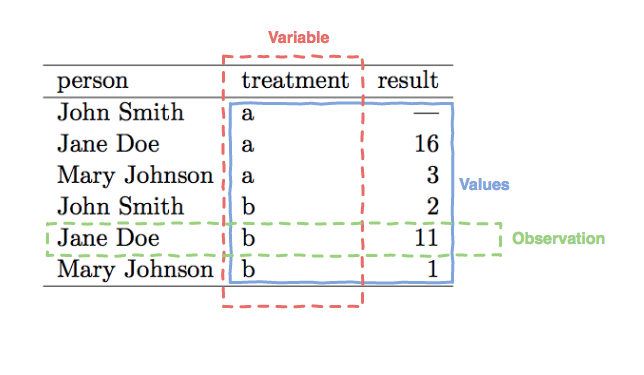 Variable
person treatment result
John Smith a —
Jane Doe a 16
Mary Johnson a 3
Values
John Smith b 2
Jane Doe b 11
Observation
Mary Johnson b 1